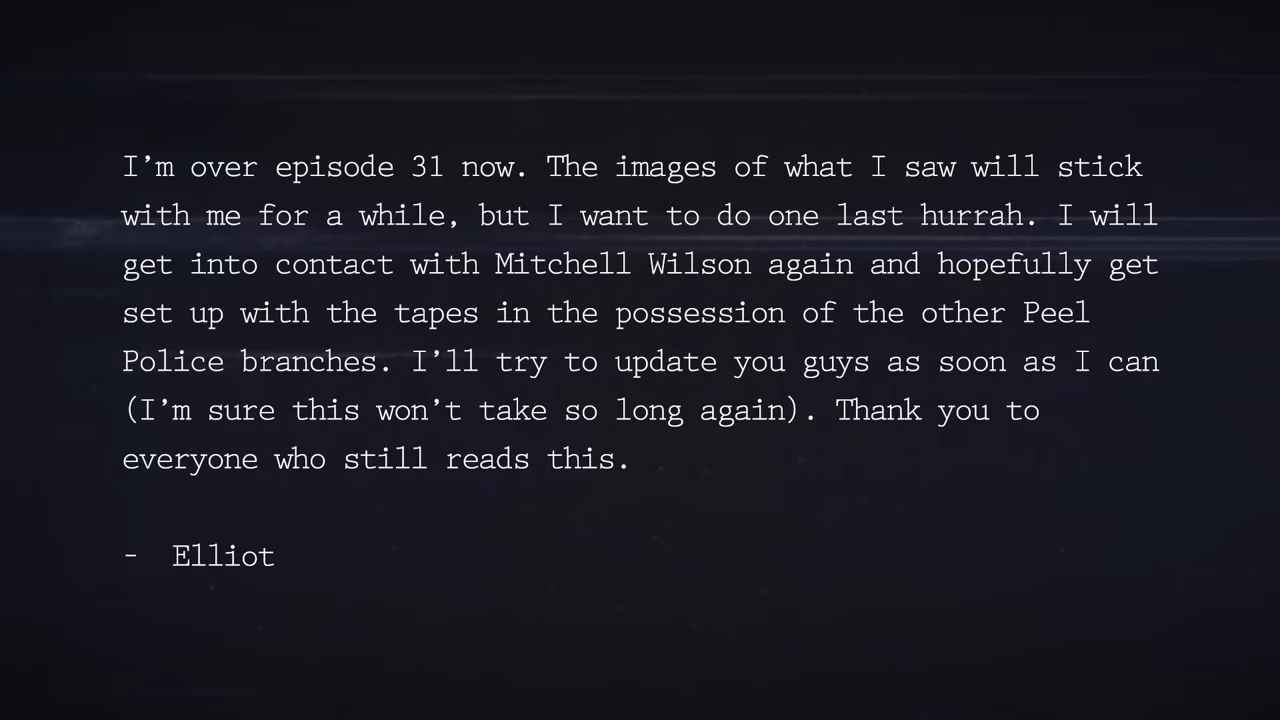 I’m over episode 31 now. The images of what I saw will stick
with me for a while, but I want to do one last hurrah. I will
get into contact with Mitchell Wilson again and hopefully get
set up with the tapes in the possession of the other Peel
Police branches. I’ll try to update you guys as soon as I can
(I’m sure this won’t take so long again). Thank you to
everyone who still reads this.
- Elliot